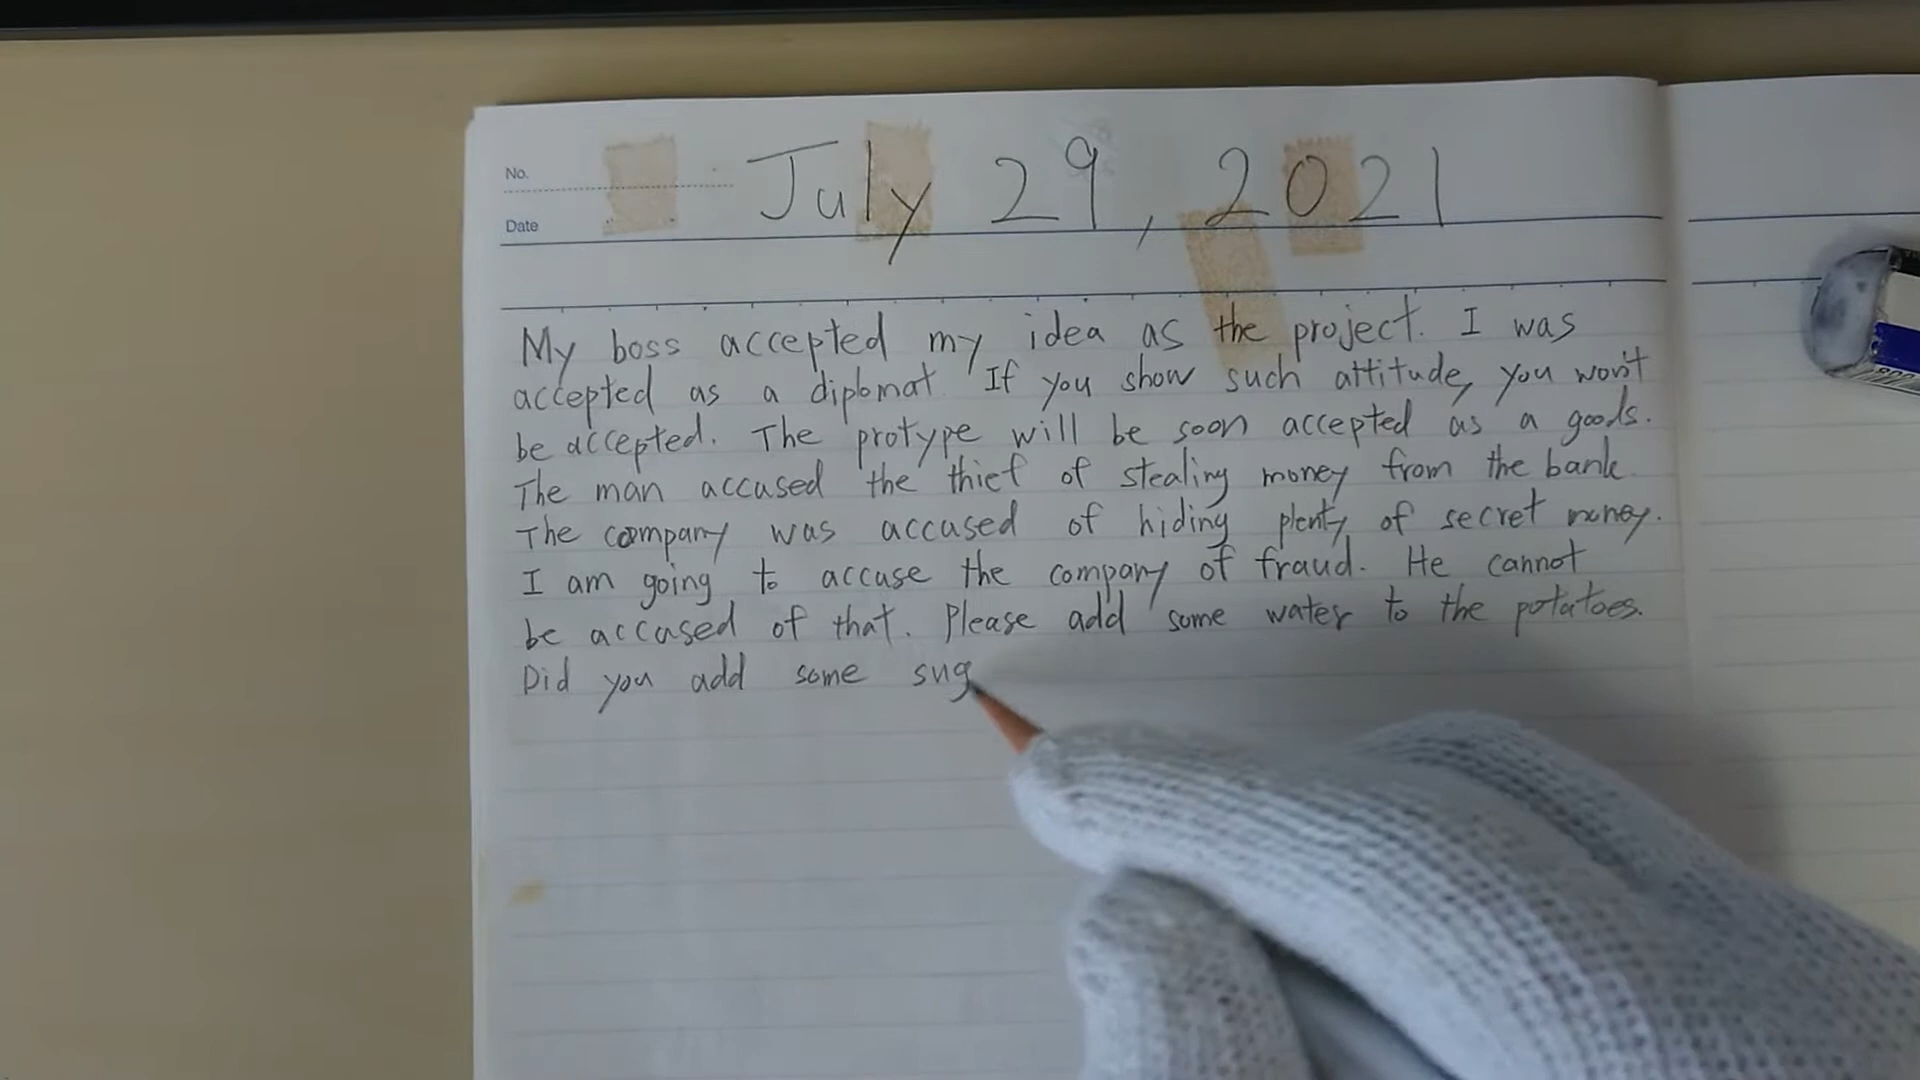 No.
July 29, 2021
Date
My boss accepted my idea as the project. I was
accepted as a diplomat. If you show such attitude, you won't
be accepted. The protype will be soon accepted as a goods.
The man accused the thief of stealing money from the bank
The company was accused of hiding plenty of secret money.
I am going to accuse the company of fraud. He cannot
be accused of that. Please add some water to the potatoes.
Did you add some sug